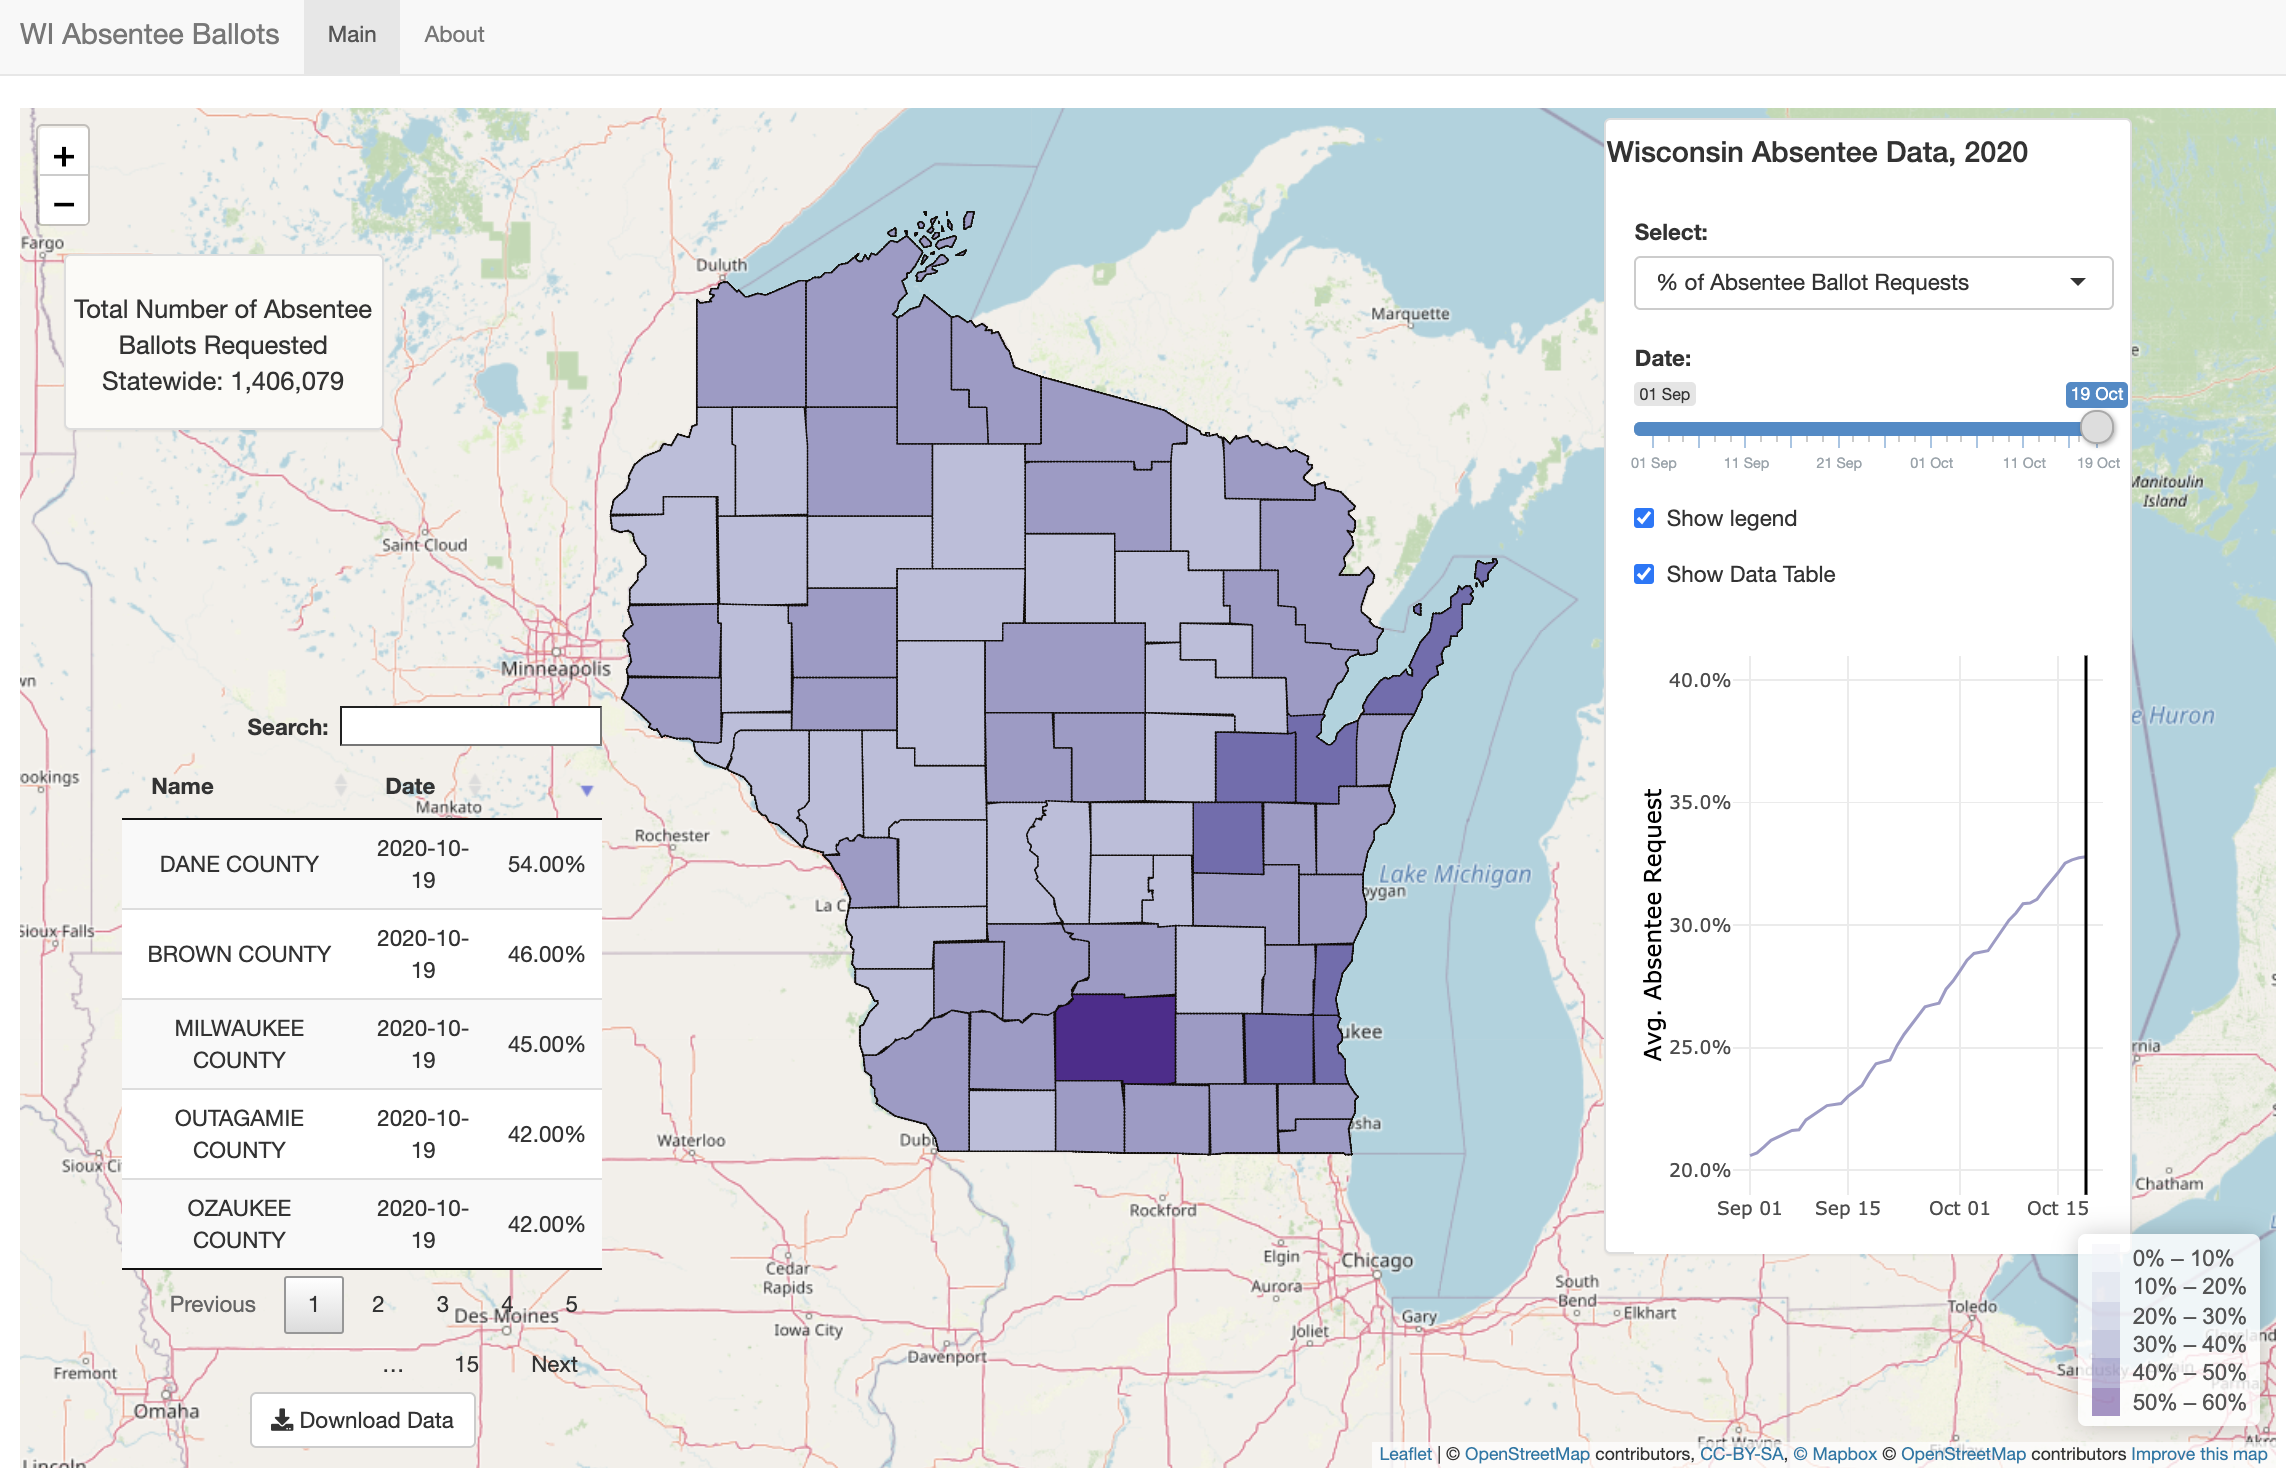 WI Absentee Ballots
Main
About
+
−
Fargo
Duluth
Marquette
Total Number of Absentee
Ballots Requested
Statewide: 1,406,079
Saint Cloud
Minneapolis
Manitoulin
Island
Search:
Name
Date
Mankato
Rochester
DANE COUNTY
2020-10-
19
54.00%
BROWN COUNTY
2020-10-
19
46.00%
MILWAUKEE
COUNTY
2020-10-
19
45.00%
OUTAGAMIE
COUNTY
2020-10-
19
42.00%
OZAUKEE
COUNTY
2020-10-
19
42.00%
Previous
1
2
3
4
5
…
15
Next
Download Data
Sioux Falls
Lake Michigan
Waterloo
Rockford
Elgin
Chicago
Aurora
Cedar
Rapids
Des Moines
Iowa City
Joliet
Gary
South
Bend
Elkhart
Toledo
Davenport
Fremont
Omaha
Chatham
Wisconsin Absentee Data, 2020
Select:
% of Absentee Ballot Requests
Date:
01 Sep
19 Oct
01 Sep
11 Sep
21 Sep
01 Oct
11 Oct
19 Oct
Show legend
Show Data Table
Avg. Absentee Request
40.0%
35.0%
30.0%
25.0%
20.0%
Sep 01
Sep 15
Oct 01
Oct 15
0% – 10%
10% – 20%
20% – 30%
30% – 40%
40% – 50%
50% – 60%
Leaflet | © OpenStreetMap contributors, CC-BY-SA, © Mapbox © OpenStreetMap contributors Improve this map